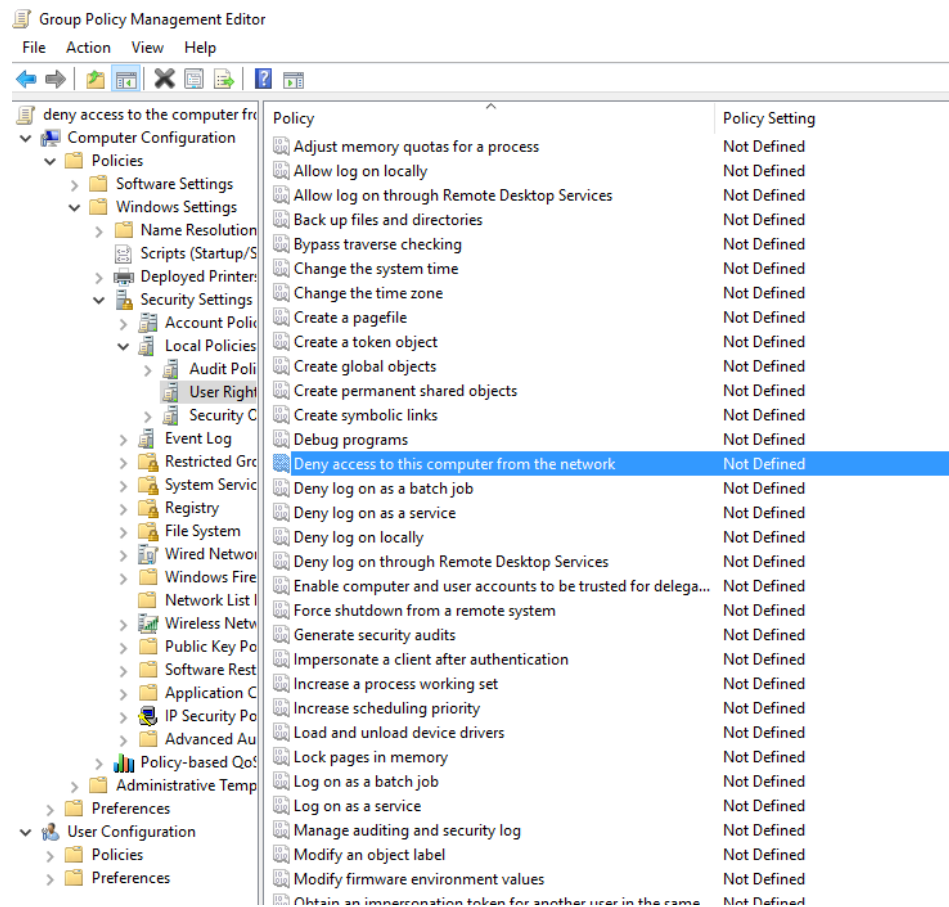 Group Policy Management Editor
File Action View Help
deny access to the computer fro
Computer Configuration
Policies
Software Settings
Windows Settings
Name Resolution
Scripts (Startup/S
Deployed Printers
Security Settings
Account Polic
Local Policies
Audit Poli
User Right
Security O
Event Log
Restricted Gro
System Servic
Registry
File System
Wired Networ
Windows Fire
Network List
Wireless Netw
Public Key Po
Software Rest
Application C
IP Security Po
Advanced Au
Policy-based QoS
Administrative Temp
Preferences
User Configuration
Policies
Preferences
Policy Policy Setting
Adjust memory quotas for a process Not Defined
Allow log on locally Not Defined
Allow log on through Remote Desktop Services Not Defined
Back up files and directories Not Defined
Bypass traverse checking Not Defined
Change the system time Not Defined
Change the time zone Not Defined
Create a pagefile Not Defined
Create a token object Not Defined
Create global objects Not Defined
Create permanent shared objects Not Defined
Create symbolic links Not Defined
Debug programs Not Defined
Deny access to this computer from the network Not Defined
Deny log on as a batch job Not Defined
Deny log on as a service Not Defined
Deny log on locally Not Defined
Deny log on through Remote Desktop Services Not Defined
Enable computer and user accounts to be trusted for delega... Not Defined
Force shutdown from a remote system Not Defined
Generate security audits Not Defined
Impersonate a client after authentication Not Defined
Increase a process working set Not Defined
Increase scheduling priority Not Defined
Load and unload device drivers Not Defined
Lock pages in memory Not Defined
Log on as a batch job Not Defined
Log on as a service Not Defined
Manage auditing and security log Not Defined
Modify an object label Not Defined
Modify firmware environment values Not Defined
Obtain an impersonation token for another user in the same Not Defined